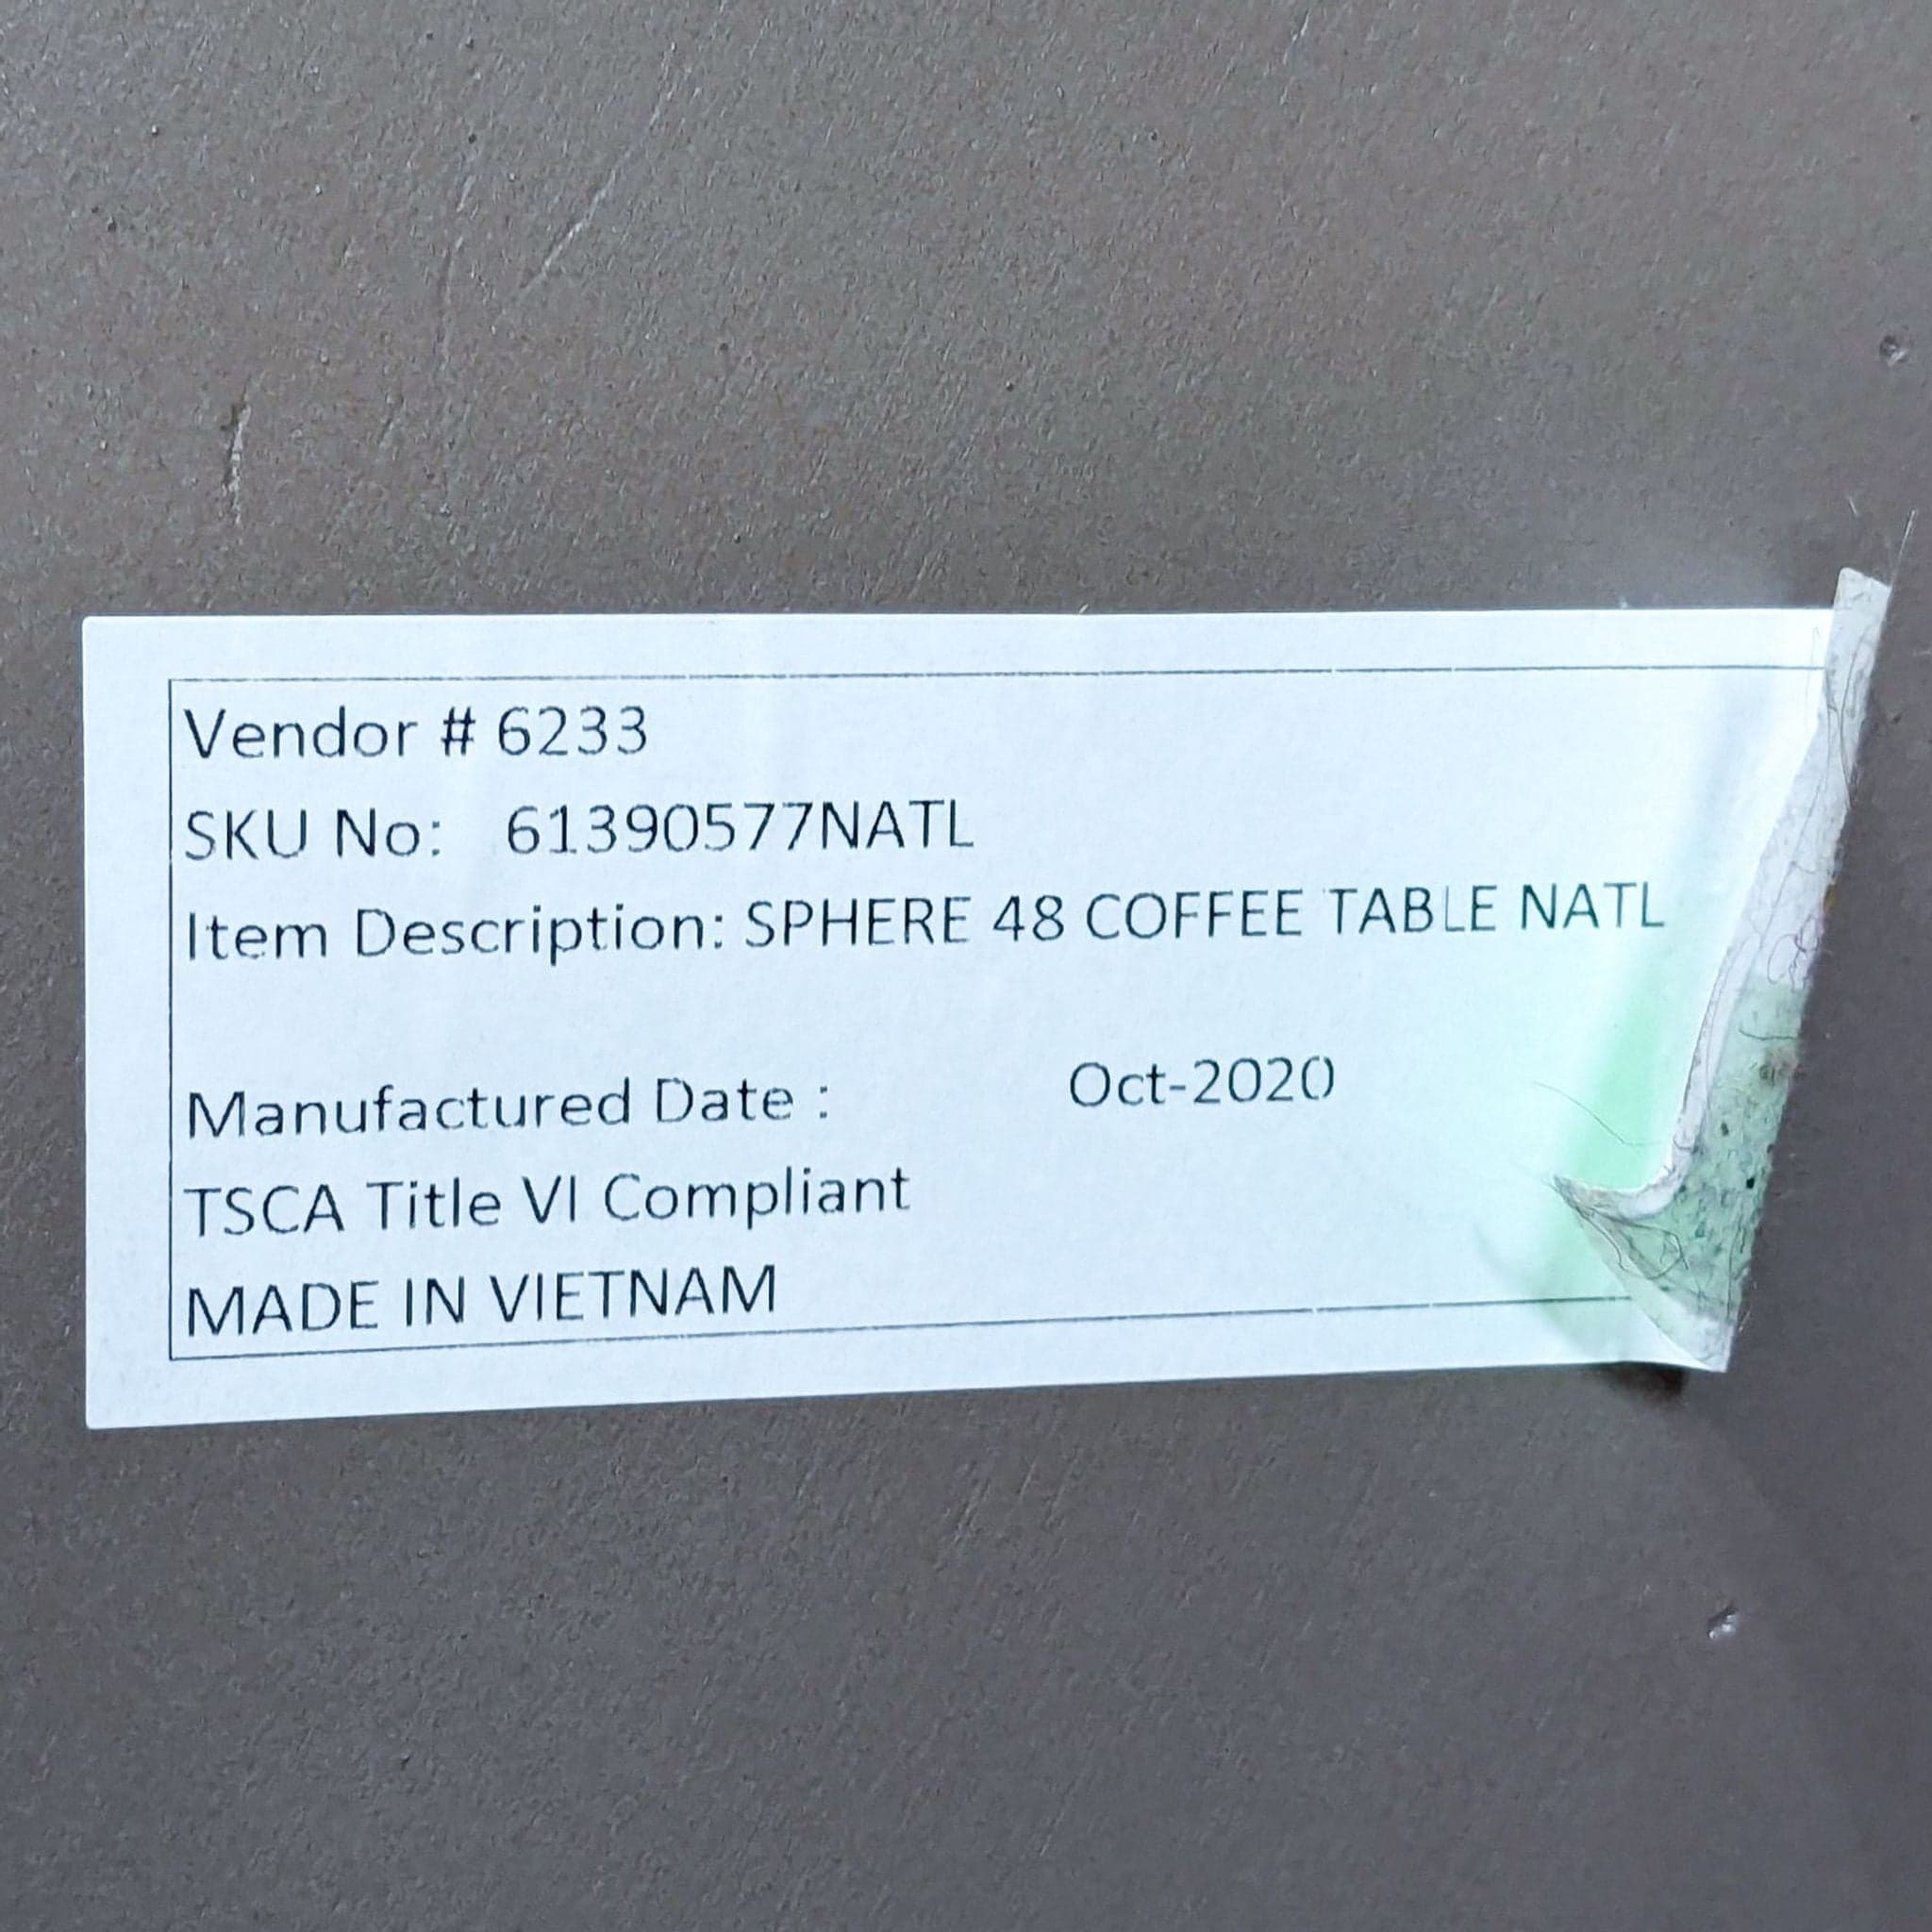 Vendor # 6233
SKU No: 61390577NATL
Item Description: SPHERE 48 COFFEE TABLE NATL
Manufactured Date : Oct-2020
TSCA Title VI Compliant
MADE IN VIETNAM